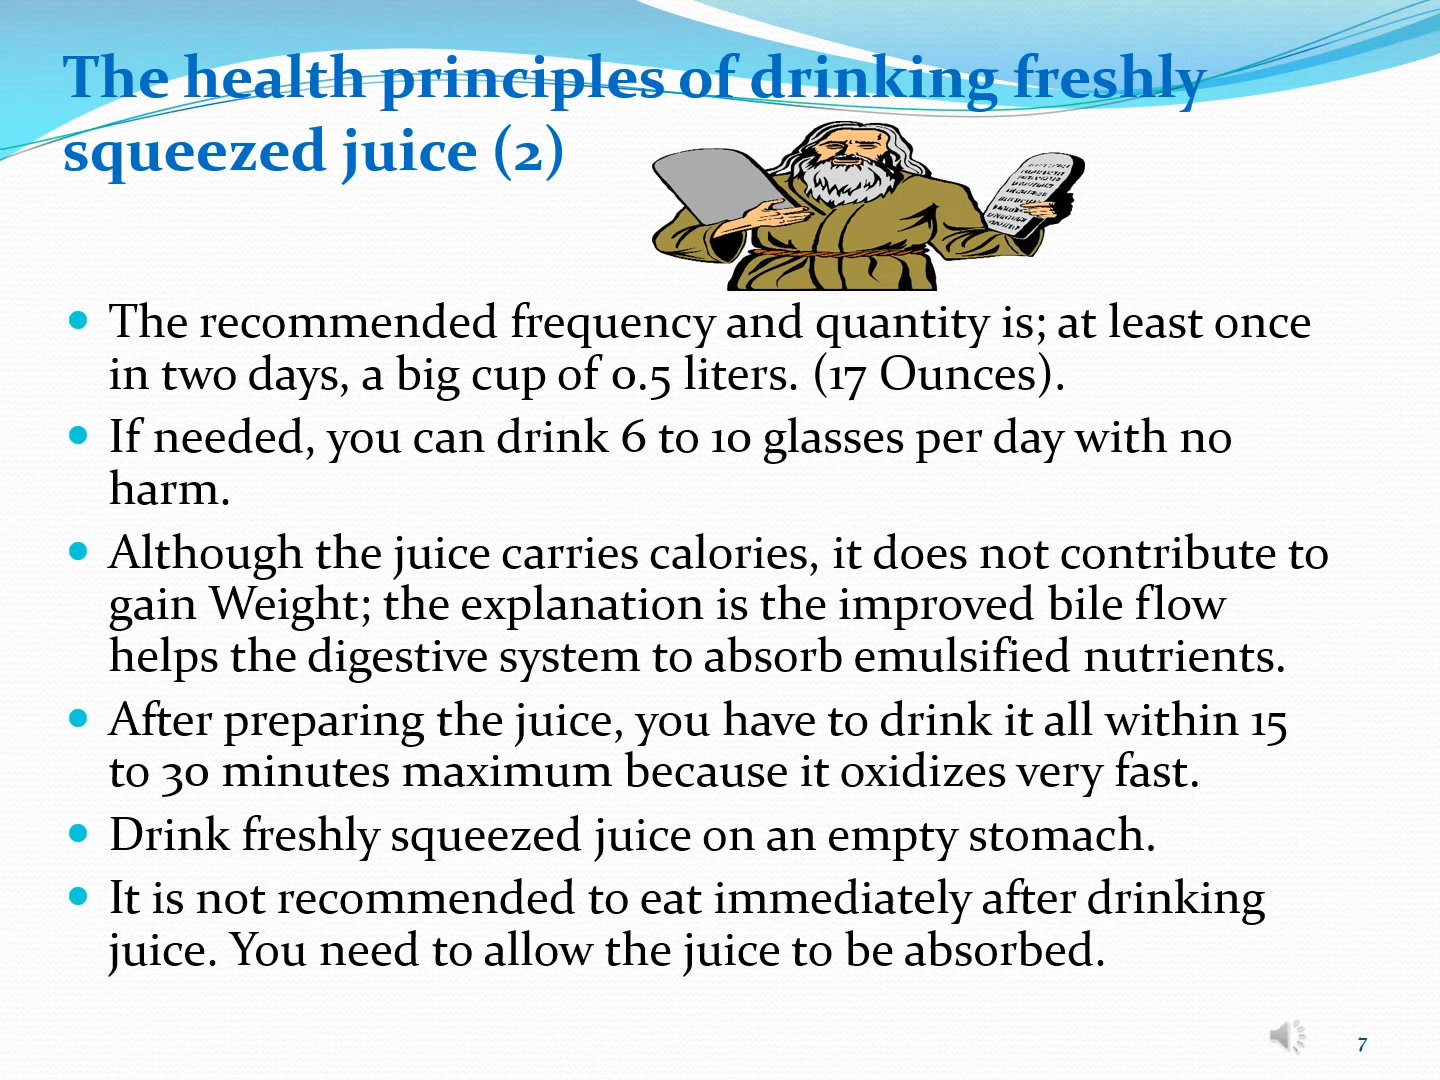 The health principles of drinking freshly
squeezed juice (2)
• The recommended frequency and quantity is; at least once
in two days, a big cup of 0.5 liters. (17 Ounces).
• If needed, you can drink 6 to 10 glasses per day with no
harm.
• Although the juice carries calories, it does not contribute to
gain Weight; the explanation is the improved bile flow
helps the digestive system to absorb emulsified nutrients.
• After preparing the juice, you have to drink it all within 15
to 30 minutes maximum because it oxidizes very fast.
• Drink freshly squeezed juice on an empty stomach.
• It is not recommended to eat immediately after drinking
juice. You need to allow the juice to be absorbed.
7